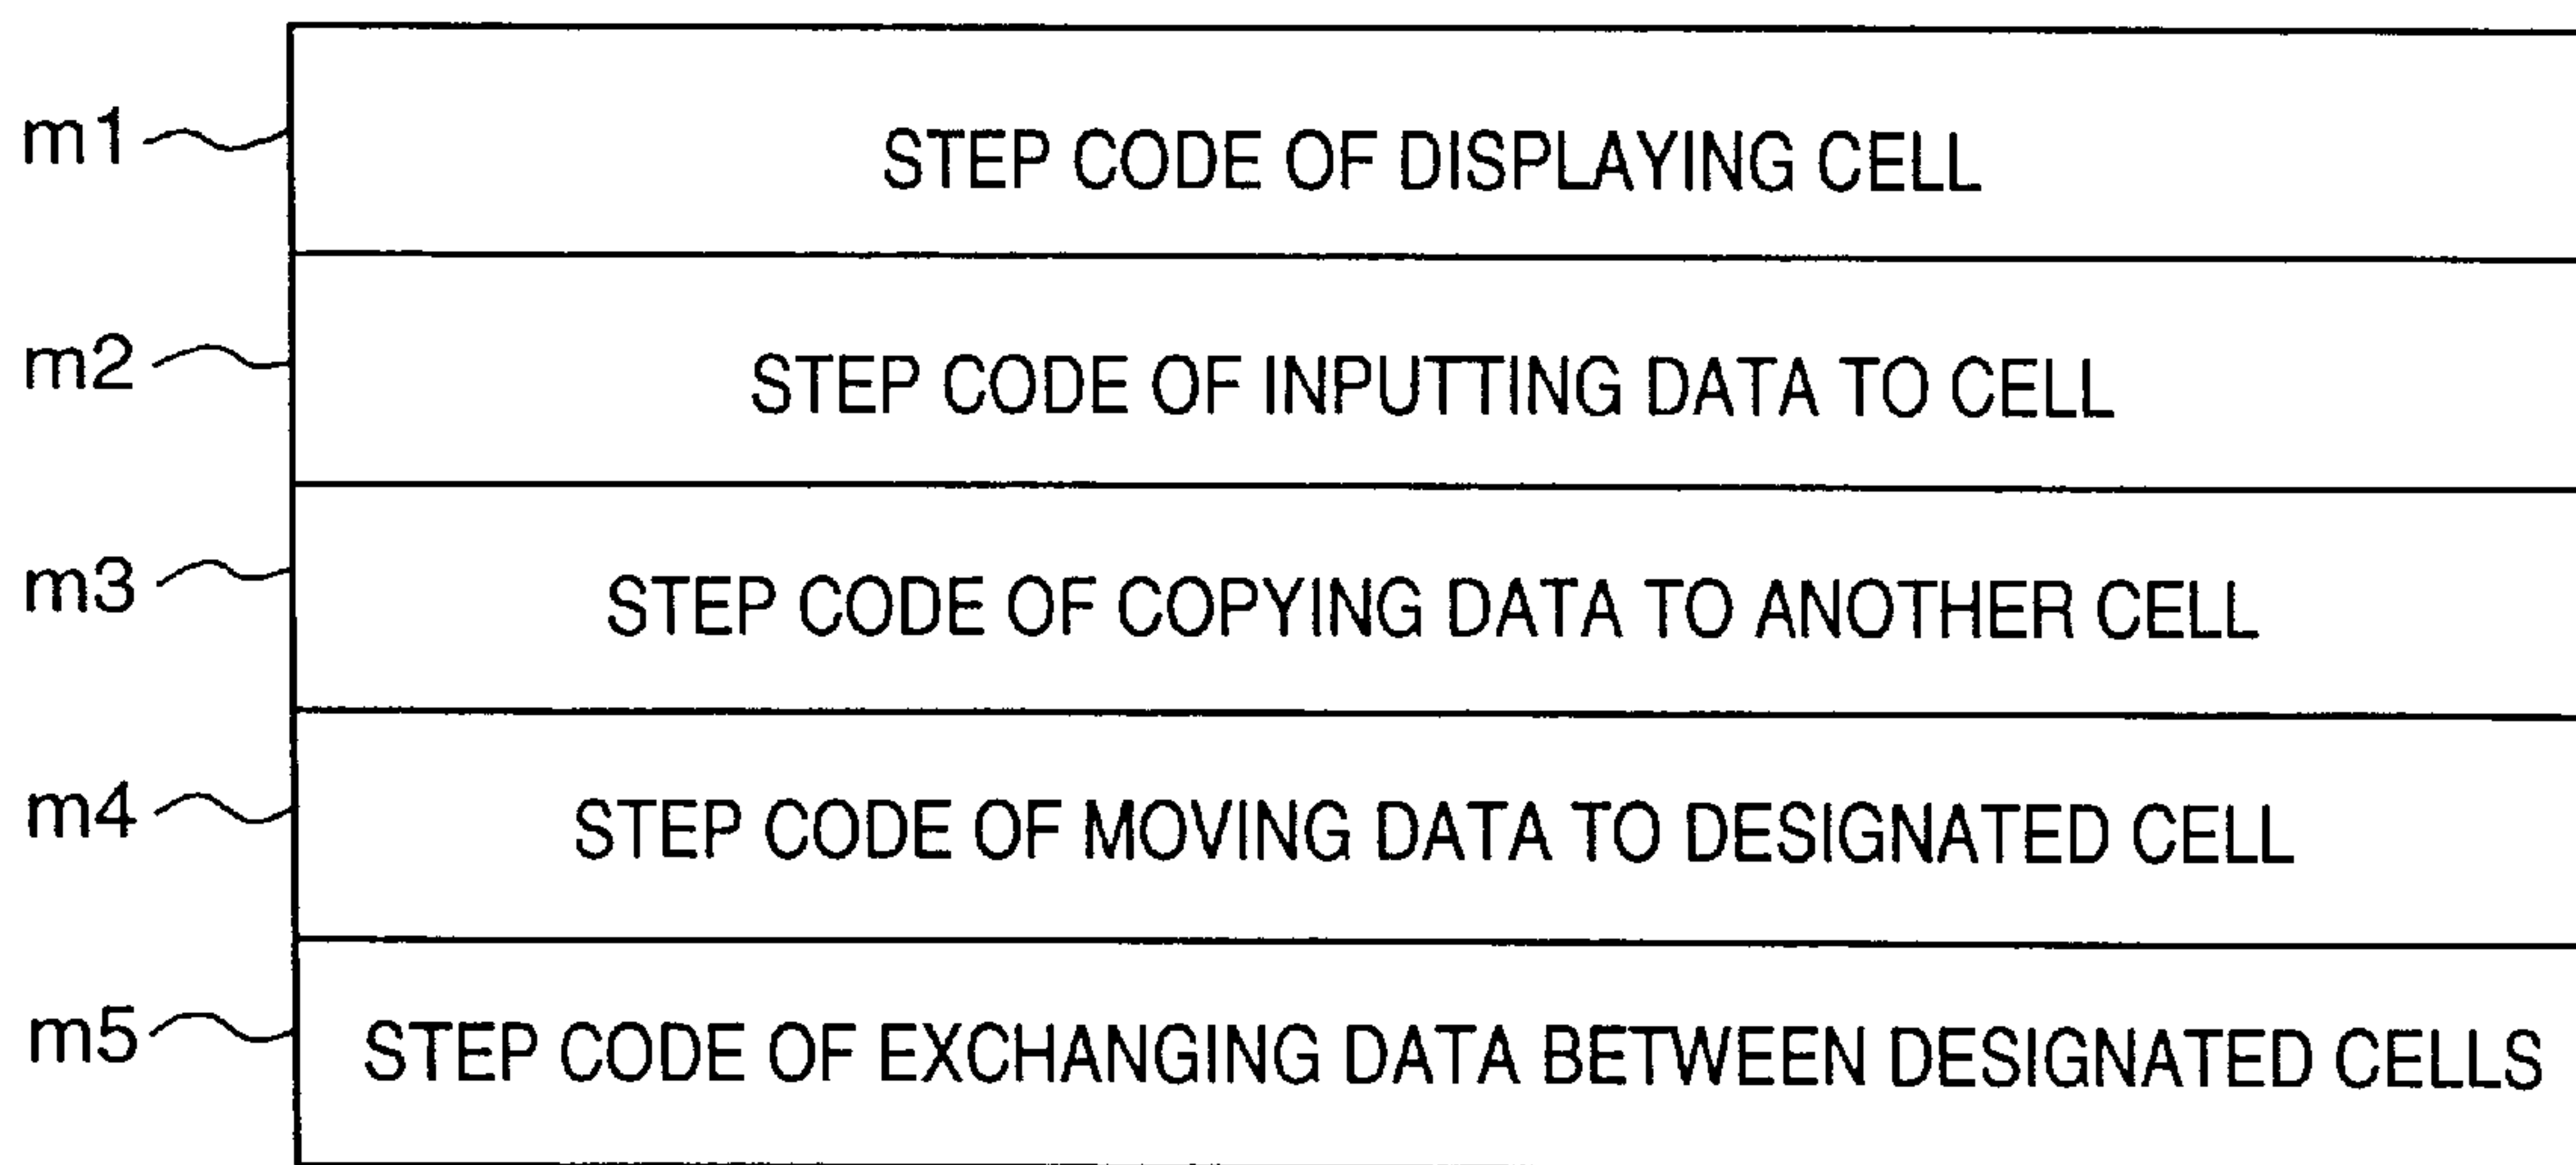 m1 STEP CODE OF DISPLAYING CELL
m2 STEP CODE OF INPUTTING DATA TO CELL
m3 STEP CODE OF COPYING DATA TO ANOTHER CELL
m4 STEP CODE OF MOVING DATA TO DESIGNATED CELL
m5 STEP CODE OF EXCHANGING DATA BETWEEN DESIGNATED CELLS